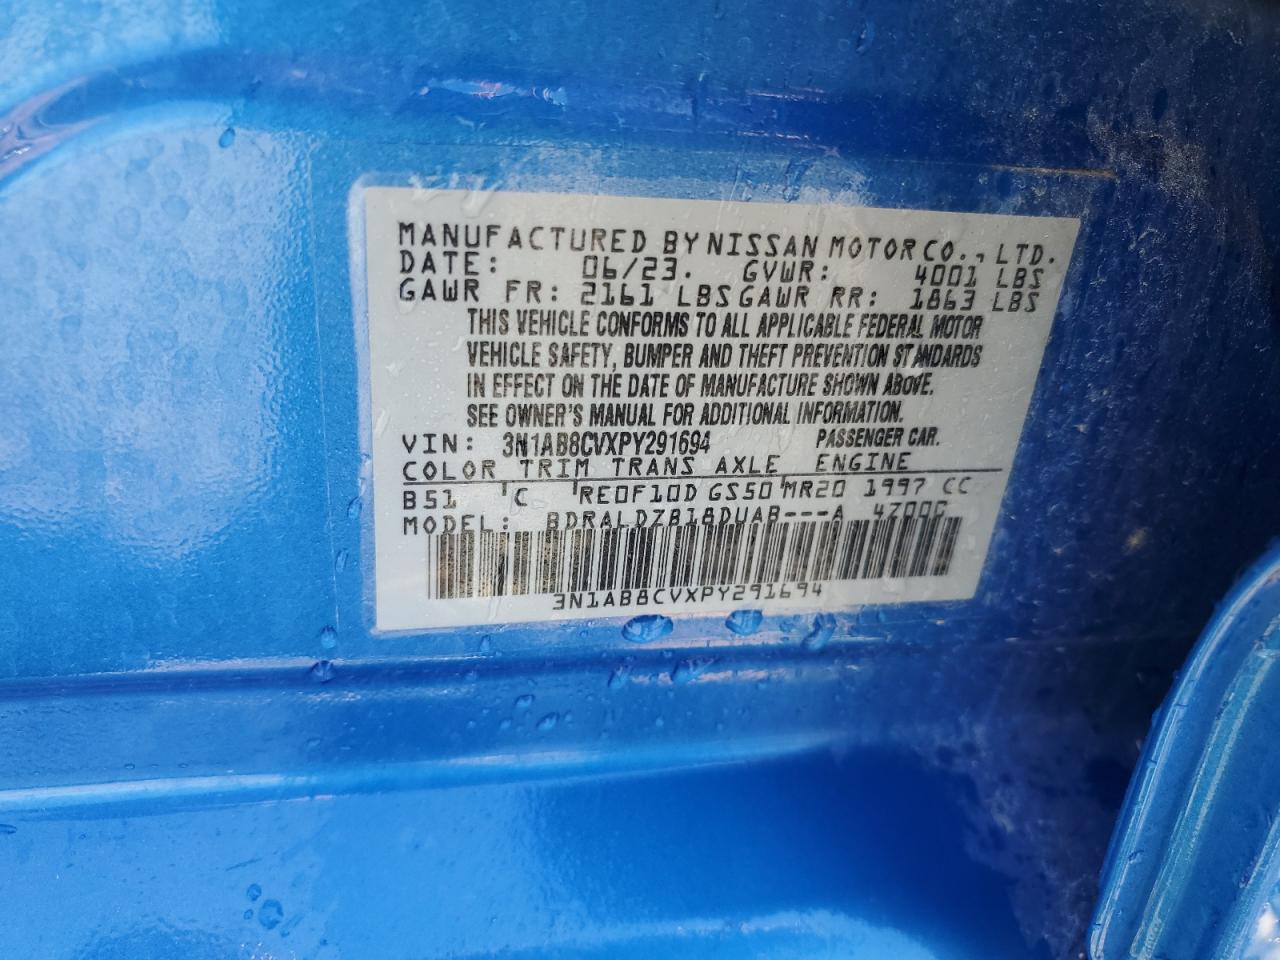 MANUFACTURED BY NISSAN MOTOR CO., LTD.
DATE: 06/23. GVWR: 4001 LBS
GAWR FR: 2161 LBS GAWR RR: 1863 LBS
THIS VEHICLE CONFORMS TO ALL APPLICABLE FEDERAL MOTOR
VEHICLE SAFETY, BUMPER AND THEFT PREVENTION STANDARDS
IN EFFECT ON THE DATE OF MANUFACTURE SHOWN ABOVE.
SEE OWNER'S MANUAL FOR ADDITIONAL INFORMATION.
VIN: 3N1AB8CVXPY291694 PASSENGER CAR.
COLOR TRIM TRANS AXLE ENGINE
B51 C RE0F10D GS50 MR20 1997 CC
MODEL: BDRALDZB18DUAB---A 4Z00C
3N1AB8CVXPY291694